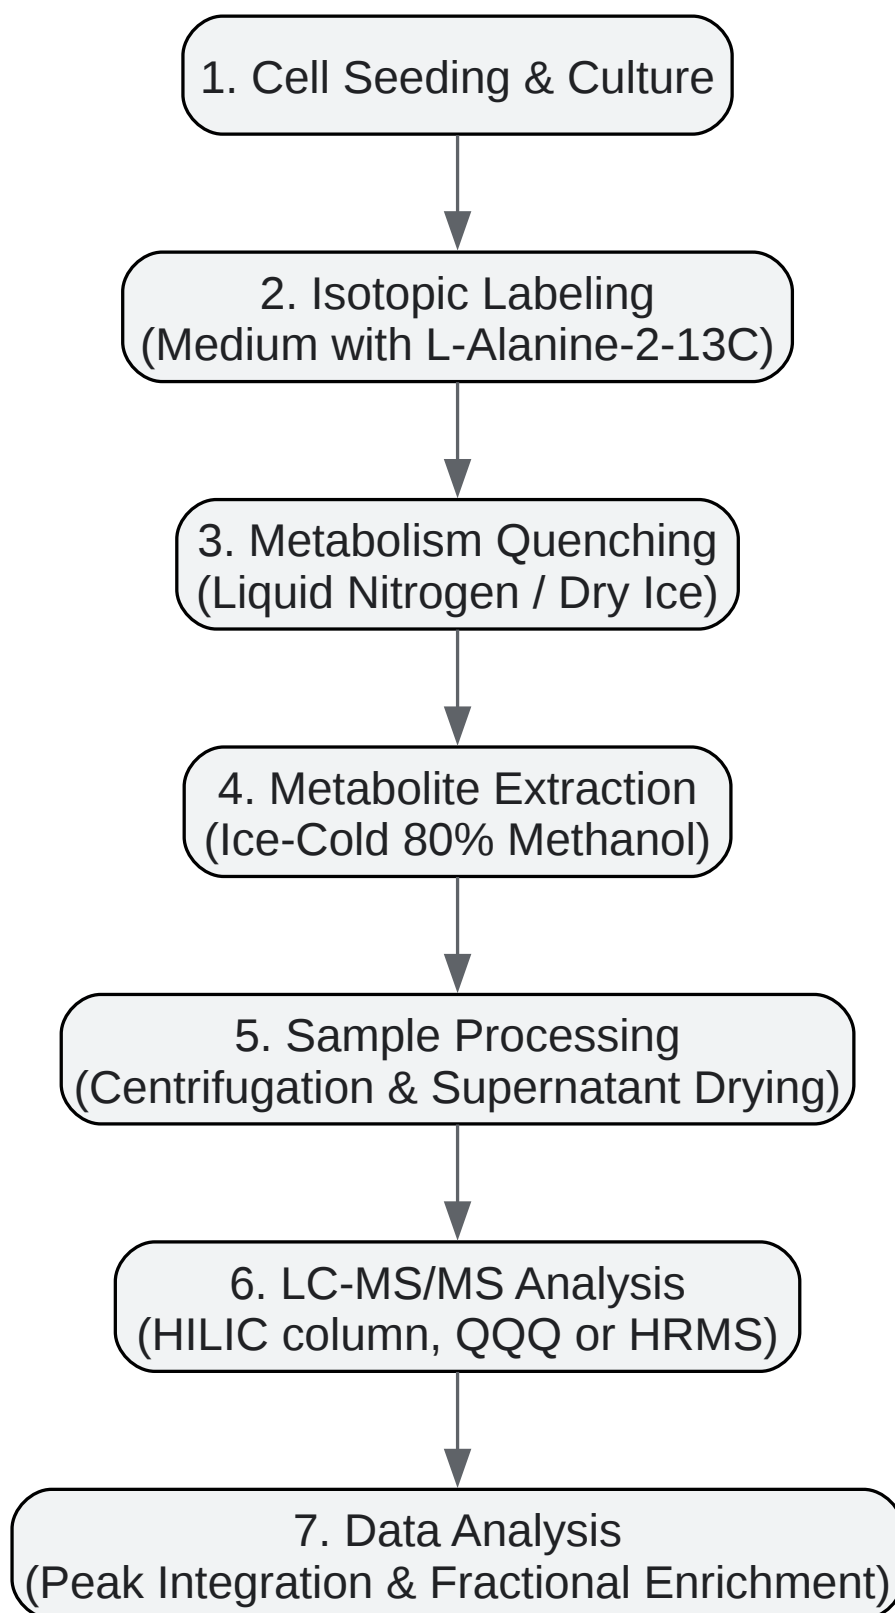 1. Cell Seeding & Culture
2. Isotopic Labeling
(Medium with L-Alanine-2-13C)
3. Metabolism Quenching
(Liquid Nitrogen / Dry Ice)
4. Metabolite Extraction
(Ice-Cold 80% Methanol)
5. Sample Processing
(Centrifugation & Supernatant Drying)
6. LC-MS/MS Analysis
(HILIC column, QQQ or HRMS)
7. Data Analysis
(Peak Integration & Fractional Enrichment)